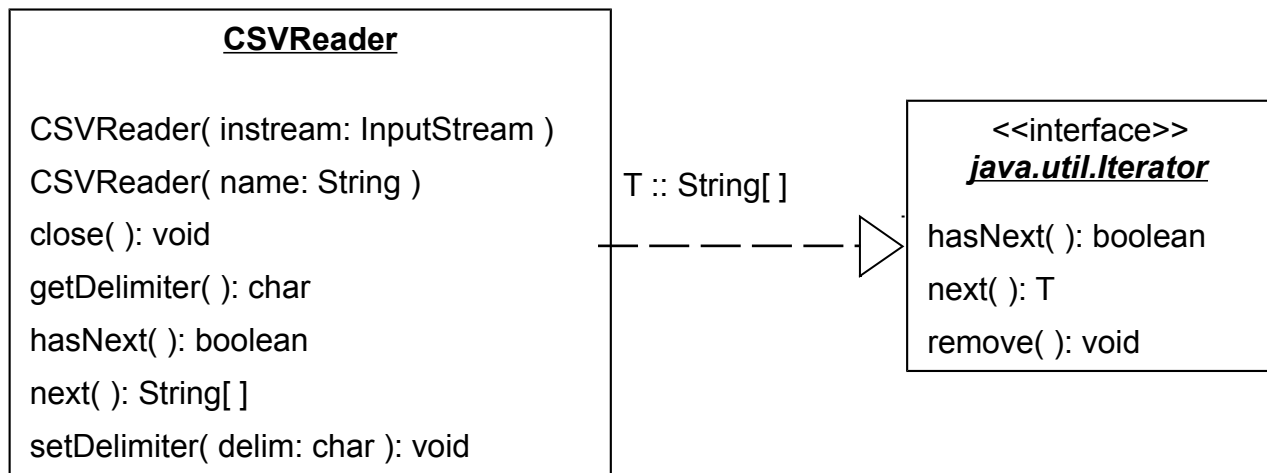 CSVReader
CSVReader( instream: InputStream )
CSVReader( name: String )
close( ): void
getDelimiter( ): char
hasNext( ): boolean
next( ): String[ ]
setDelimiter( delim: char ): void
T :: String[ ]
<<interface>>
java.util.Iterator
hasNext( ): boolean
next( ): T
remove( ): void